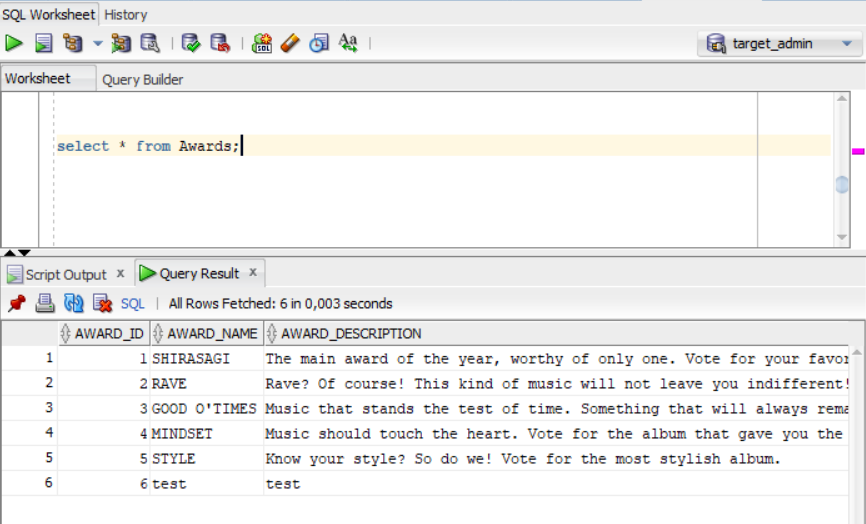 SQL Worksheet History
target_admin
Worksheet Query Builder
select * from Awards;
Script Output x Query Result x
SQL | All Rows Fetched: 6 in 0,003 seconds
AWARD_ID AWARD_NAME AWARD_DESCRIPTION
1 1 SHIRASAGI The main award of the year, worthy of only one. Vote for your favor
2 2 RAVE Rave? Of course! This kind of music will not leave you indifferent!
3 3 GOOD O'TIMES Music that stands the test of time. Something that will always rema
4 4 MINDSET Music should touch the heart. Vote for the album that gave you the
5 5 STYLE Know your style? So do we! Vote for the most stylish album.
6 6 test test